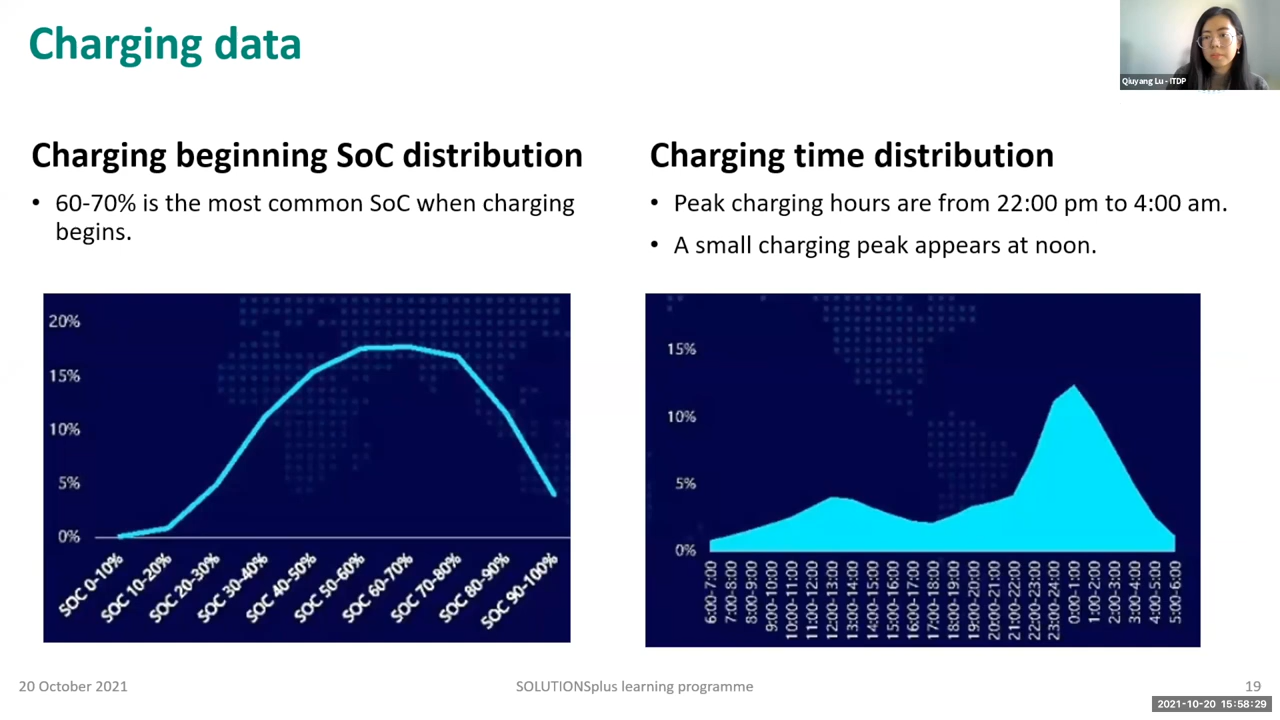 Charging data
Qiuyang Lu - ITDP
Charging beginning SoC distribution
• 60-70% is the most common SoC when charging
begins.
Charging time distribution
• Peak charging hours are from 22:00 pm to 4:00 am.
• A small charging peak appears at noon.
20%
15%
10%
5%
0%
SOC 0-10%
SOC 10-20%
SOC 20-30%
SOC 30-40%
SOC 40-50%
SOC 50-60%
SOC 60-70%
SOC 70-80%
SOC 80-90%
SOC 90-100%
15%
10%
5%
0%
6:00-7:00
7:00-8:00
8:00-9:00
9:00-10:00
10:00-11:00
11:00-12:00
12:00-13:00
13:00-14:00
14:00-15:00
15:00-16:00
16:00-17:00
17:00-18:00
18:00-19:00
19:00-20:00
20:00-21:00
21:00-22:00
22:00-23:00
23:00-24:00
0:00-1:00
1:00-2:00
2:00-3:00
3:00-4:00
4:00-5:00
5:00-6:00
20 October 2021
SOLUTIONSplus learning programme
19
2021-10-20 15:58:29